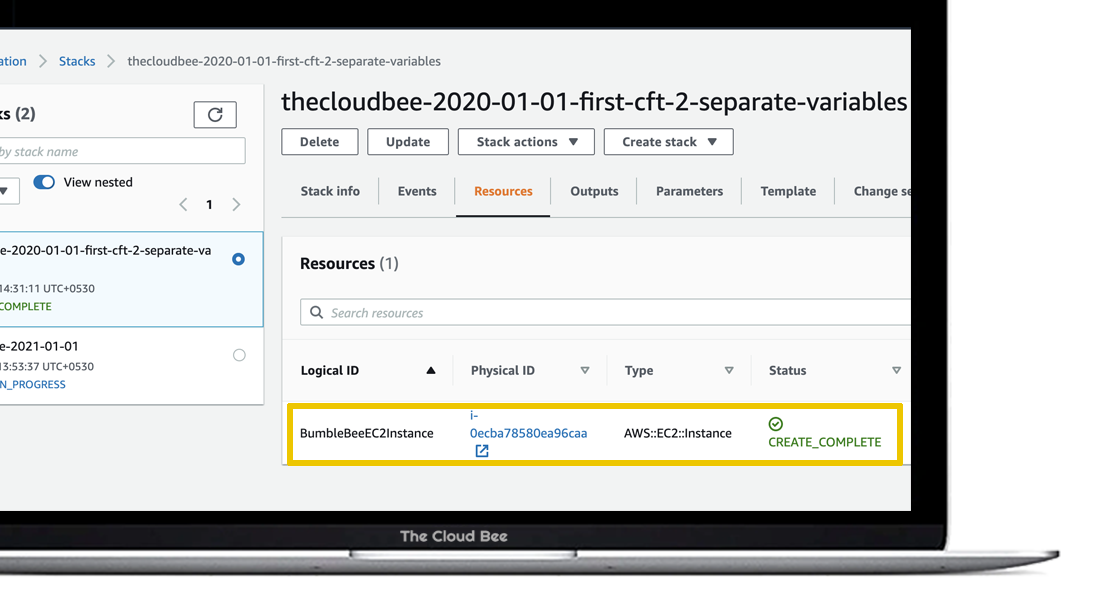 ation > Stacks > thecloudbee-2020-01-01-first-cft-2-separate-variables
ks (2)
by stack name
View nested
1
e-2020-01-01-first-cft-2-separate-va
14:31:11 UTC+0530
COMPLETE
e-2021-01-01
13:53:37 UTC+0530
N_PROGRESS
thecloudbee-2020-01-01-first-cft-2-separate-variables
Delete Update Stack actions Create stack
Stack info Events Resources Outputs Parameters Template Change se
Resources (1)
Search resources
Logical ID Physical ID Type Status
BumbleBeeEC2Instance i-
0ecba78580ea96caa AWS::EC2::Instance CREATE_COMPLETE
The Cloud Bee